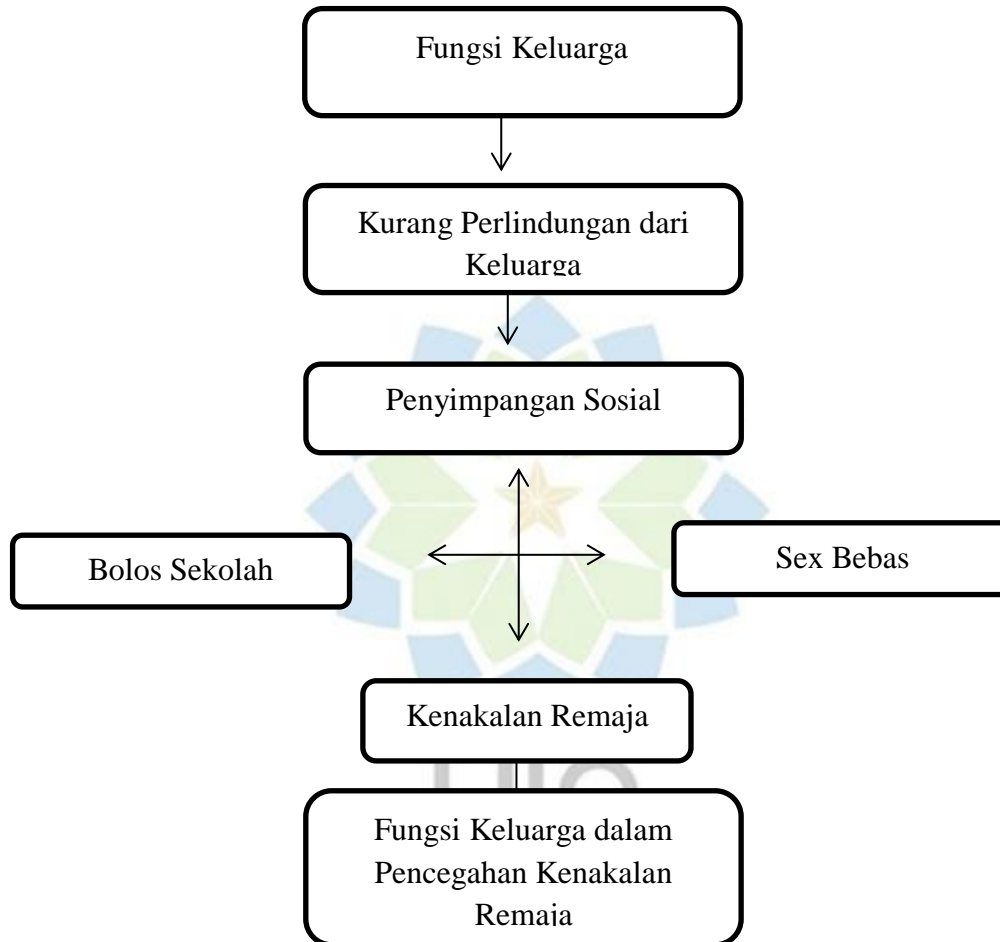 Fungsi Keluarga
Kurang Perlindungan dari
Keluarga
Penyimpangan Sosial
Bolos Sekolah
Sex Bebas
Kenakalan Remaja
Fungsi Keluarga dalam
Pencegahan Kenakalan
Remaja